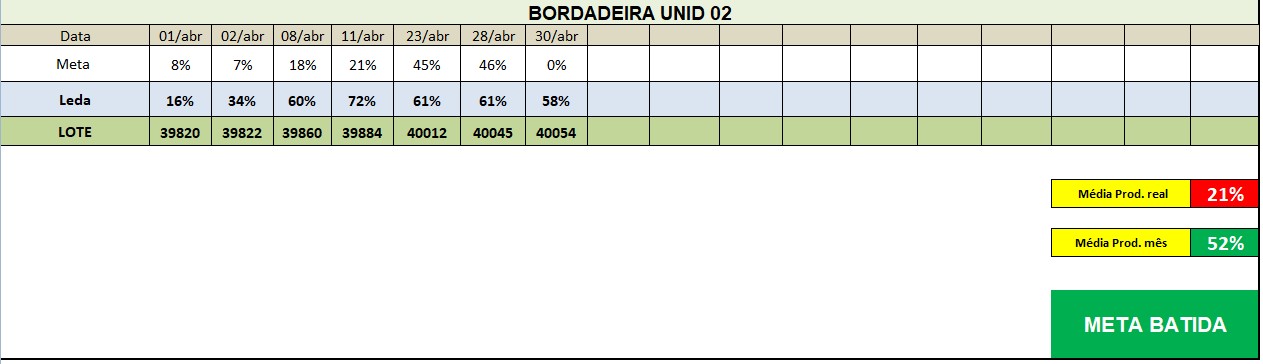 BORDADEIRA UNID 02
Data 01/abr 02/abr 08/abr 11/abr 23/abr 28/abr 30/abr
Meta 8% 7% 18% 21% 45% 46% 0%
Leda 16% 34% 60% 72% 61% 61% 58%
LOTE 39820 39822 39860 39884 40012 40045 40054
Média Prod. real 21%
Média Prod. mês 52%
META BATIDA